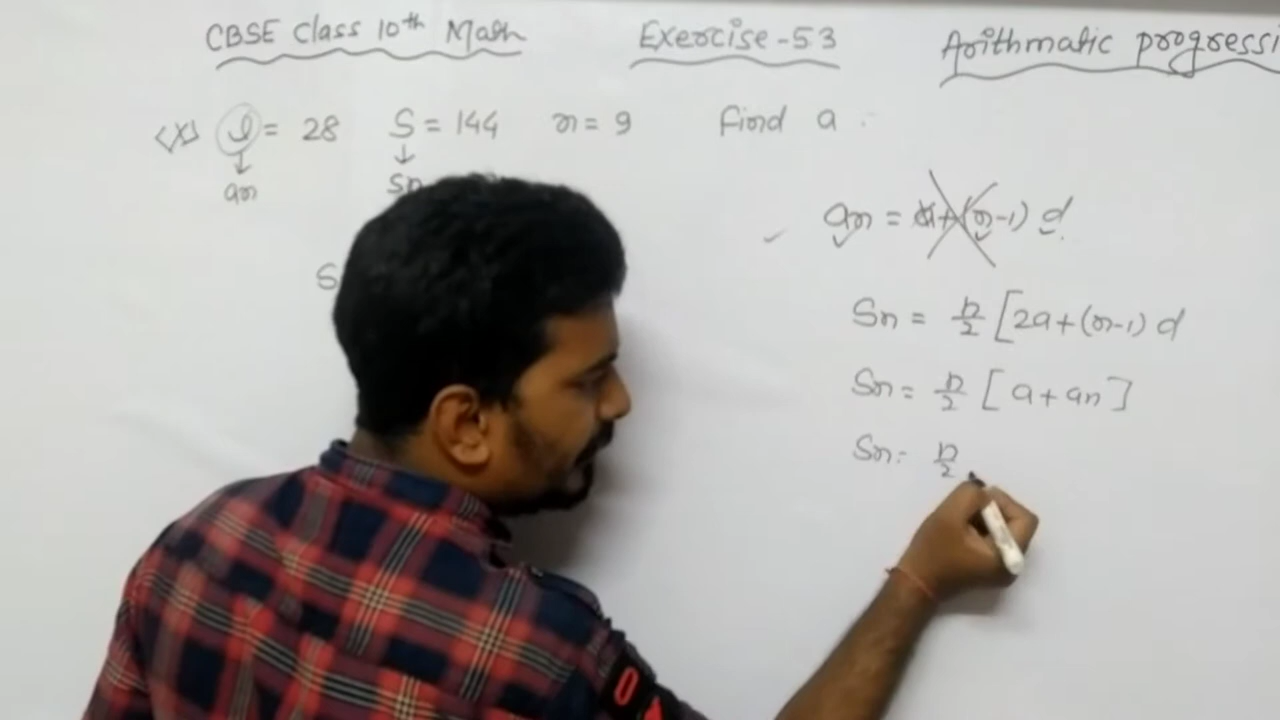 CBSE Class 10th Math Exercise-53 Arithmatic progressi
<x> l = 28 S = 144 n = 9 find a.
an Sn
an = a+(n-1) d
S
Sn = n/2 [2a+(n-1) d
Sn = n/2 [a+an]
Sn = n/2